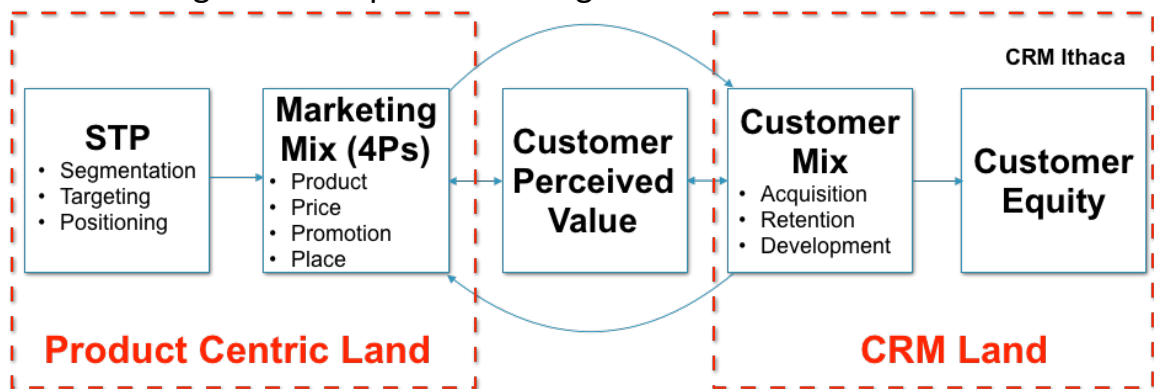 STP
• Segmentation
• Targeting
• Positioning
Marketing
Mix (4Ps)
• Product
• Price
• Promotion
• Place
Customer
Perceived
Value
Customer
Mix
• Acquisition
• Retention
• Development
CRM Ithaca
Customer
Equity
Product Centric Land
CRM Land